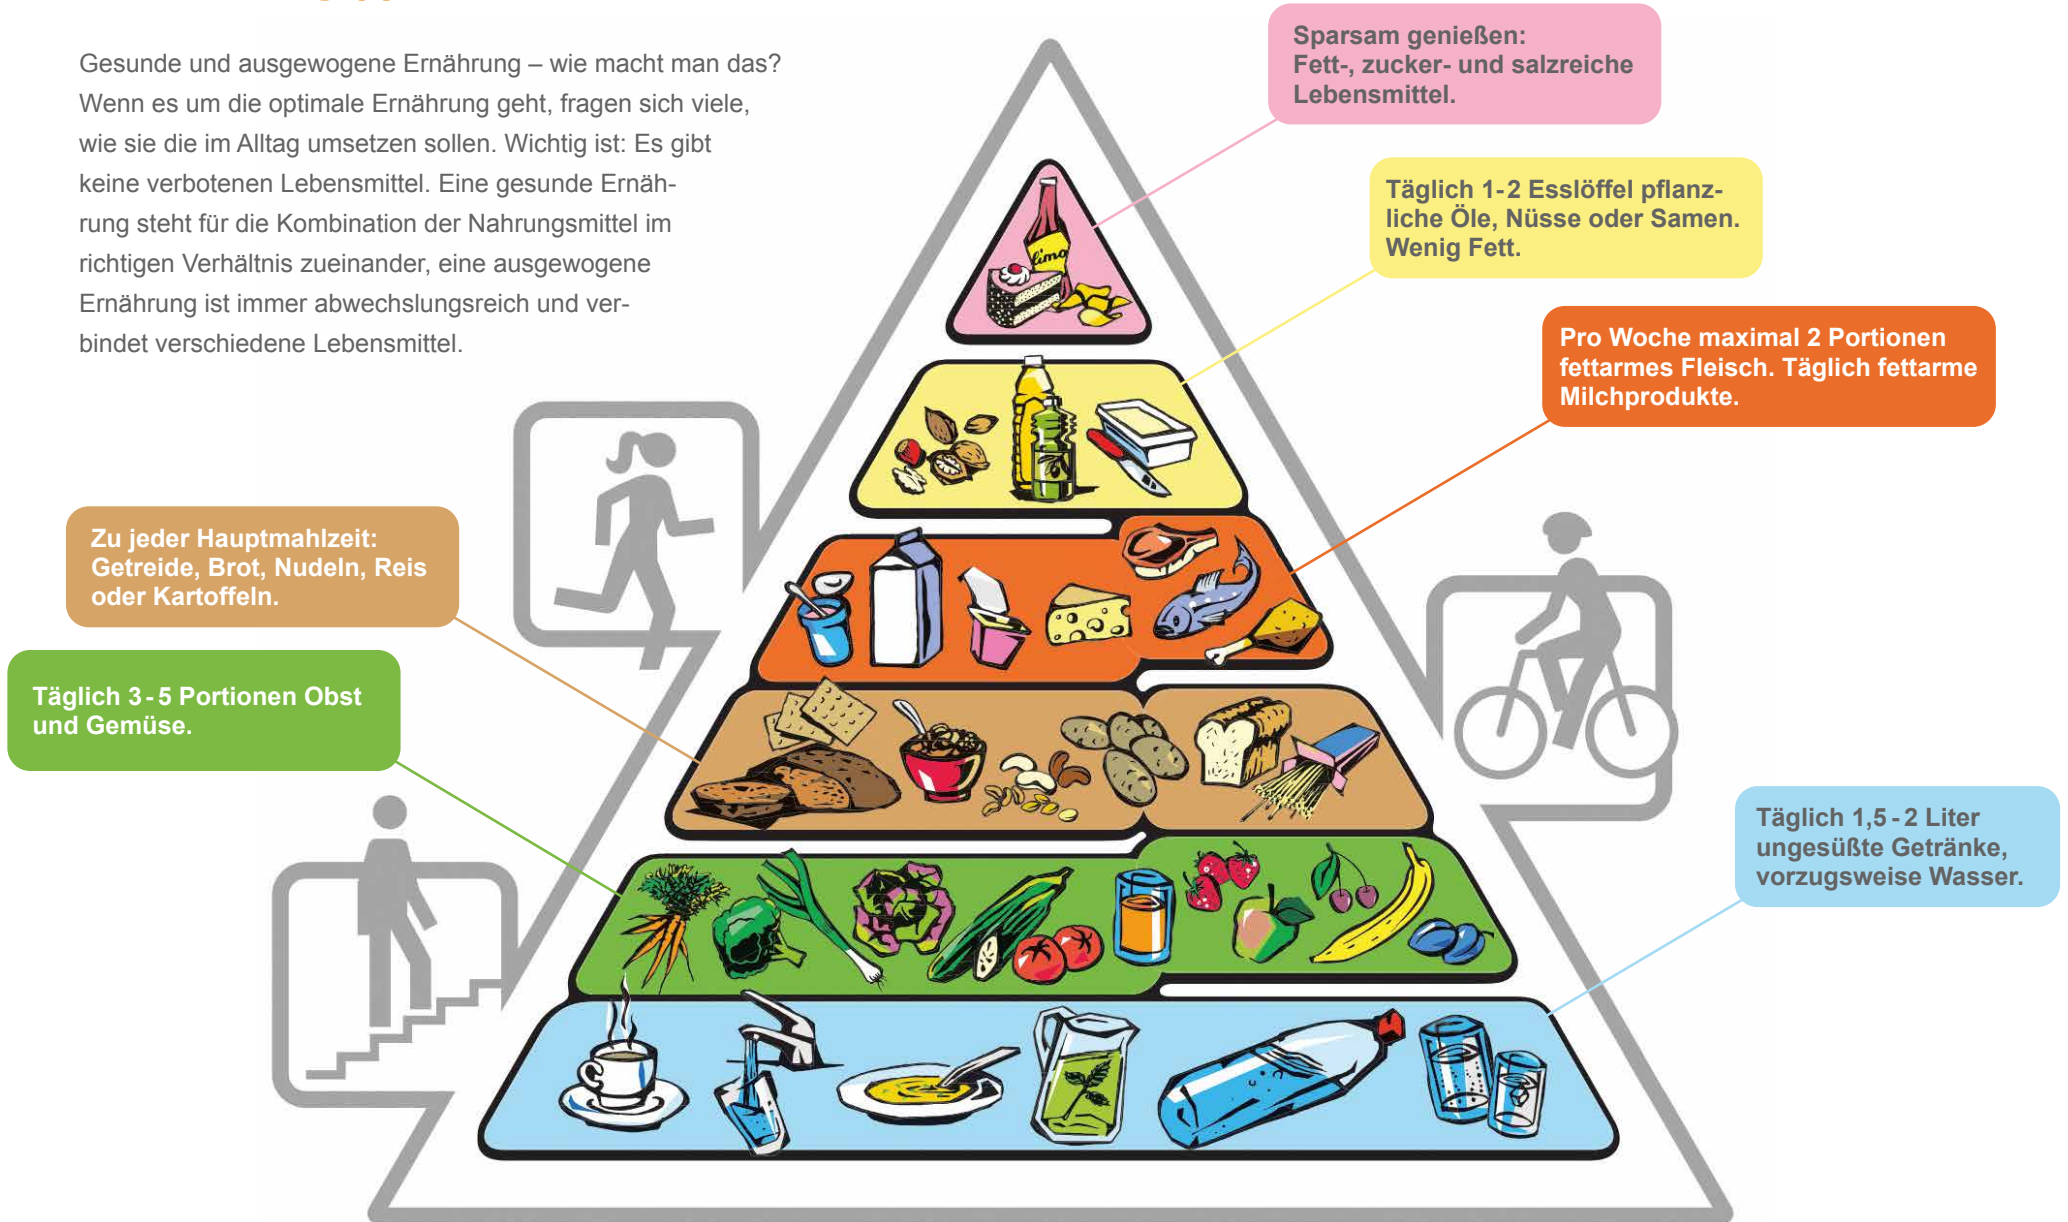 Gesunde und ausgewogene Ernährung – wie macht man das?
Wenn es um die optimale Ernährung geht, fragen sich viele,
wie sie die im Alltag umsetzen sollen. Wichtig ist: Es gibt
keine verbotenen Lebensmittel. Eine gesunde Ernäh-
rung steht für die Kombination der Nahrungsmittel im
richtigen Verhältnis zueinander, eine ausgewogene
Ernährung ist immer abwechslungsreich und ver-
bindet verschiedene Lebensmittel.
Sparsam genießen:
Fett-, zucker- und salzreiche
Lebensmittel.
Täglich 1-2 Esslöffel pflanz-
liche Öle, Nüsse oder Samen.
Wenig Fett.
Pro Woche maximal 2 Portionen
fettarmes Fleisch. Täglich fettarme
Milchprodukte.
Zu jeder Hauptmahlzeit:
Getreide, Brot, Nudeln, Reis
oder Kartoffeln.
Täglich 3-5 Portionen Obst
und Gemüse.
Täglich 1,5-2 Liter
ungesüßte Getränke,
vorzugsweise Wasser.
limo